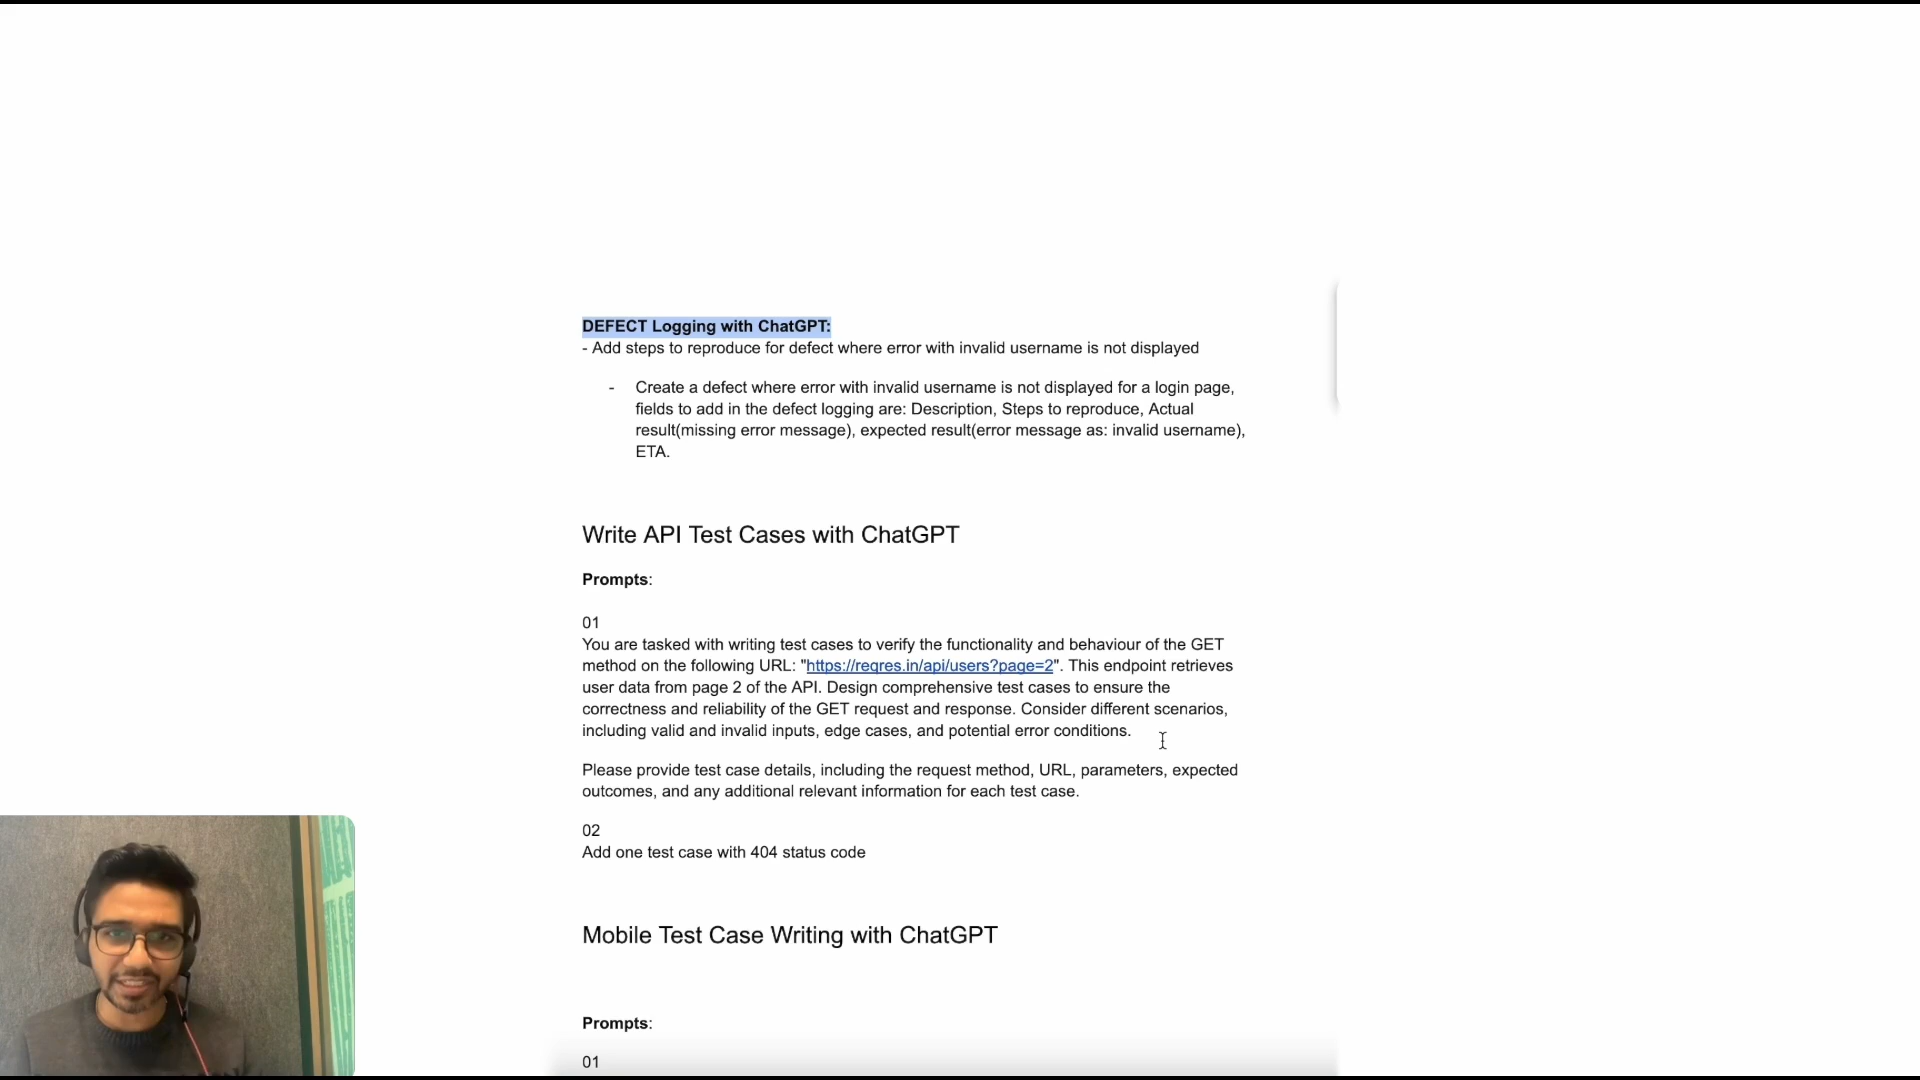 DEFECT Logging with ChatGPT:
- Add steps to reproduce for defect where error with invalid username is not displayed
- Create a defect where error with invalid username is not displayed for a login page,
fields to add in the defect logging are: Description, Steps to reproduce, Actual
result(missing error message), expected result(error message as: invalid username),
ETA.
Write API Test Cases with ChatGPT
Prompts:
01
You are tasked with writing test cases to verify the functionality and behaviour of the GET
method on the following URL: "https://reqres.in/api/users?page=2". This endpoint retrieves
user data from page 2 of the API. Design comprehensive test cases to ensure the
correctness and reliability of the GET request and response. Consider different scenarios,
including valid and invalid inputs, edge cases, and potential error conditions.
Please provide test case details, including the request method, URL, parameters, expected
outcomes, and any additional relevant information for each test case.
02
Add one test case with 404 status code
Mobile Test Case Writing with ChatGPT
Prompts:
01